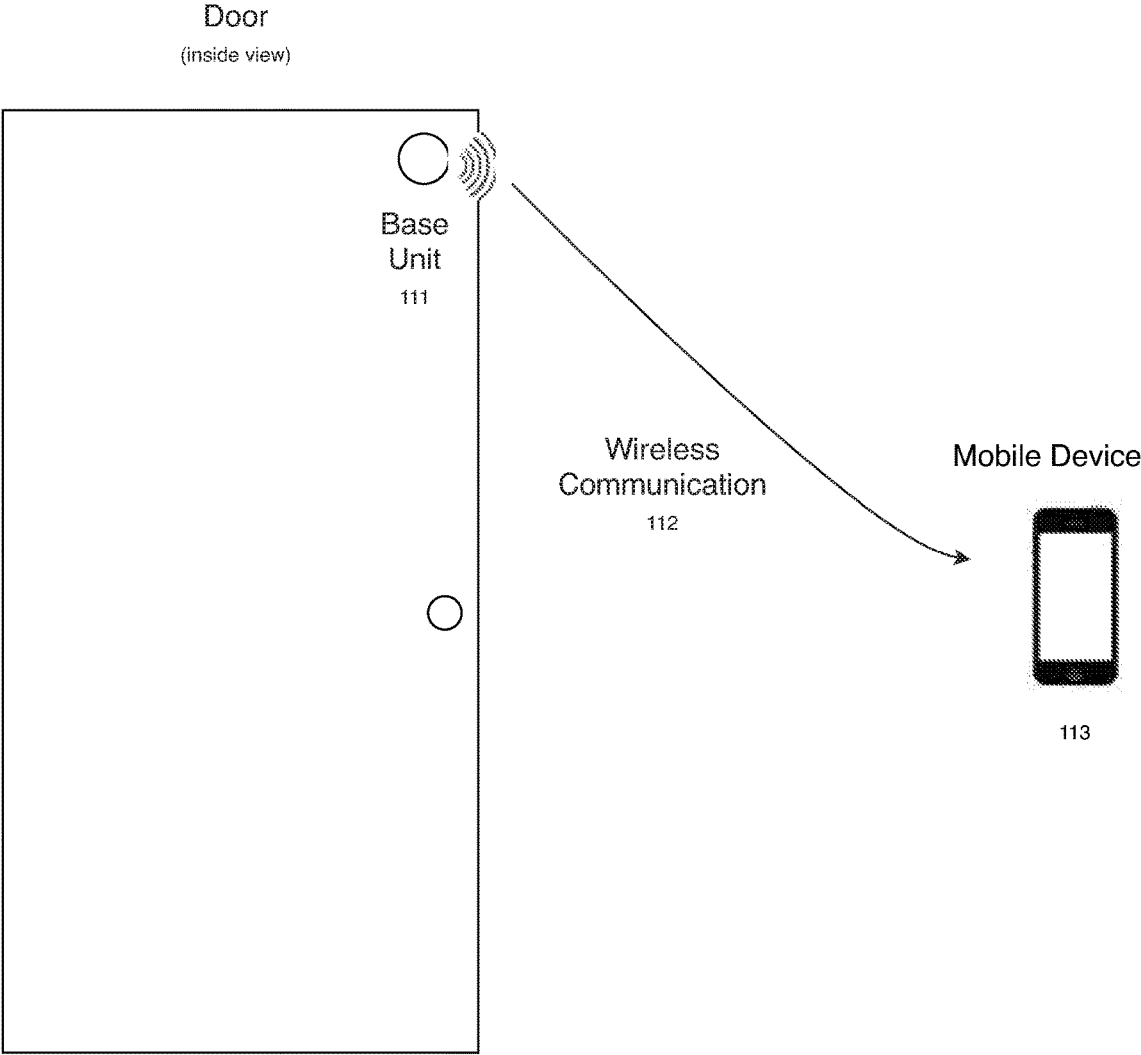 Door
(inside view)
Base
Unit
111
Wireless
Communication
112
Mobile Device
113